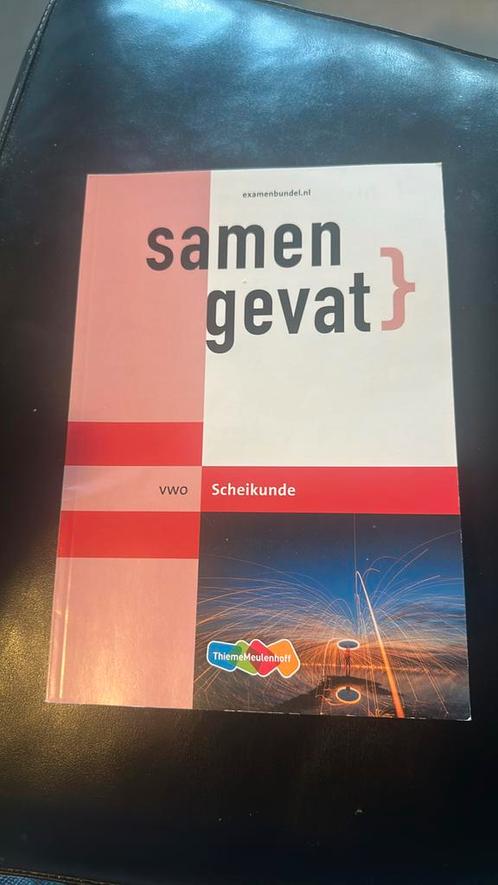 examenbundel.nl
samen
gevat}
vwo Scheikunde
ThiemeMeulenhoff